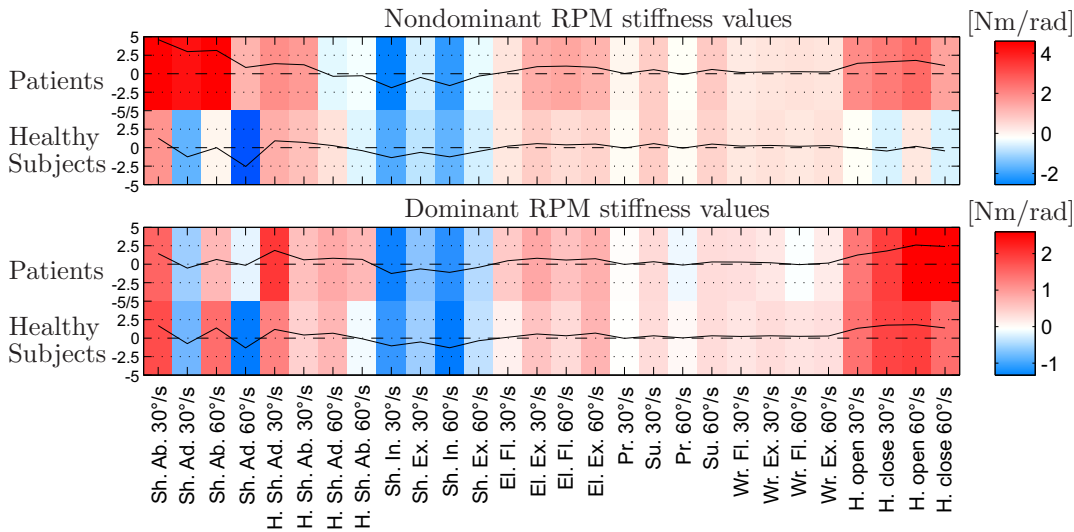 Nondominant RPM stiffness values
[Nm/rad]
Patients
Healthy
Subjects
5
2.5
0
-2.5
-5/5
2.5
0
-2.5
-5
4
2
0
-2
Dominant RPM stiffness values
[Nm/rad]
Patients
Healthy
Subjects
5
2.5
0
-2.5
-5/5
2.5
0
-2.5
-5
2
1
0
-1
Sh. Ab. 30°/s
Sh. Ad. 30°/s
Sh. Ab. 60°/s
Sh. Ad. 60°/s
H. Ad. 30°/s
H. Ab. 30°/s
H. Ad. 60°/s
H. Ab. 60°/s
Sh. In. 30°/s
Sh. Ex. 30°/s
Sh. In. 60°/s
Sh. Ex. 60°/s
El. Fl. 30°/s
El. Ex. 30°/s
El. Fl. 60°/s
El. Ex. 60°/s
Pr. 30°/s
Su. 30°/s
Pr. 60°/s
Su. 60°/s
Wr. Fl. 30°/s
Wr. Ex. 30°/s
Wr. Fl. 60°/s
Wr. Ex. 60°/s
H. open 30°/s
H. close 30°/s
H. open 60°/s
H. close 60°/s